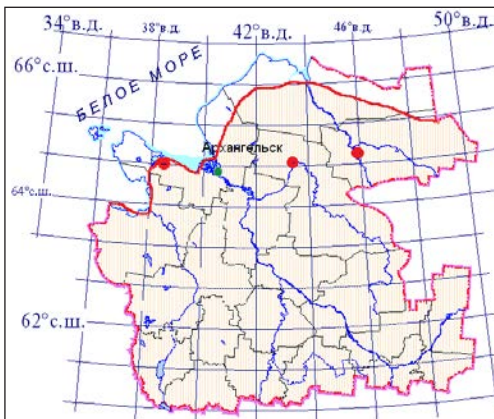 34°в.д.
38°в.д.
42°в.д.
46°в.д.
50°в.д.
66°с.ш.
БЕЛОЕ МОРЕ
Архангельск
64°с.ш.
62°с.ш.